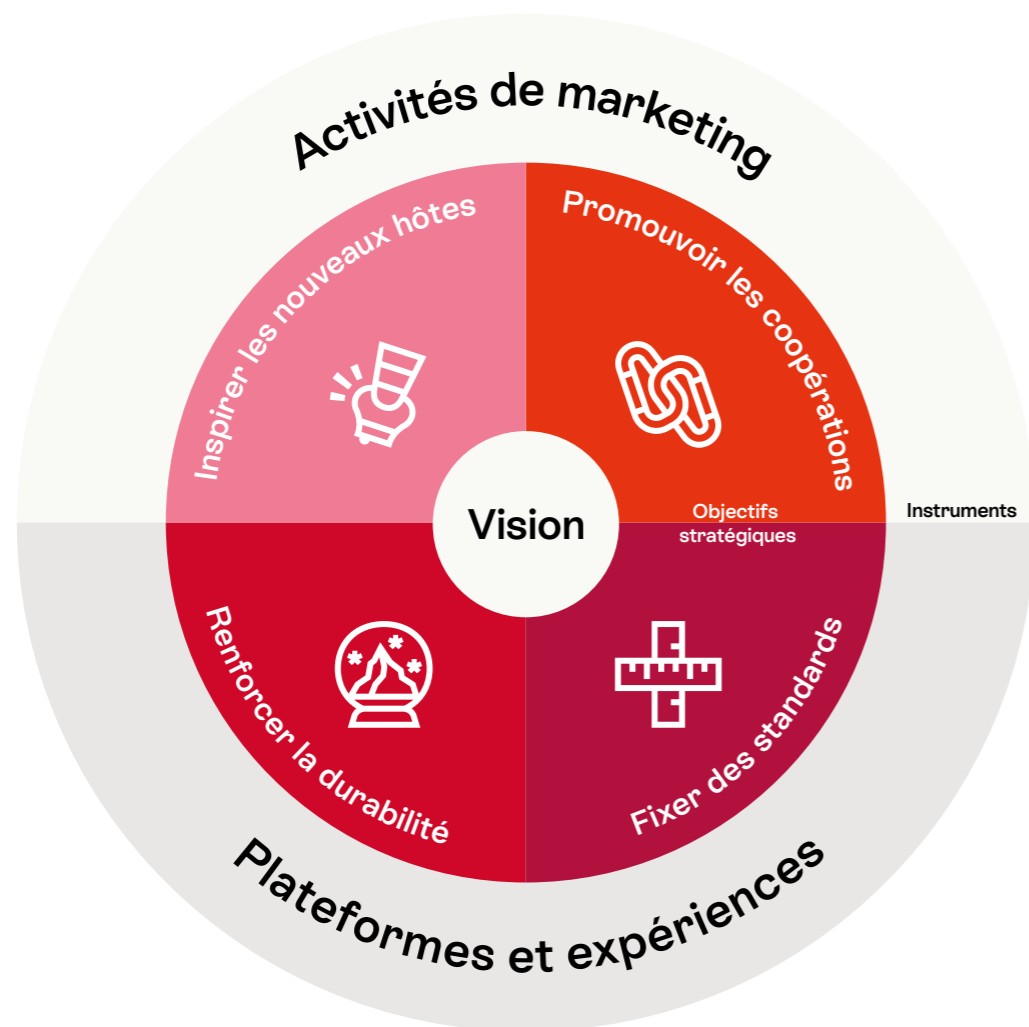 Activités de marketing
Inspirer les nouveaux hôtes
Promouvoir les coopérations
Vision
Objectifs
stratégiques
Instruments
Renforcer la durabilité
Fixer des standards
Plateformes et expériences